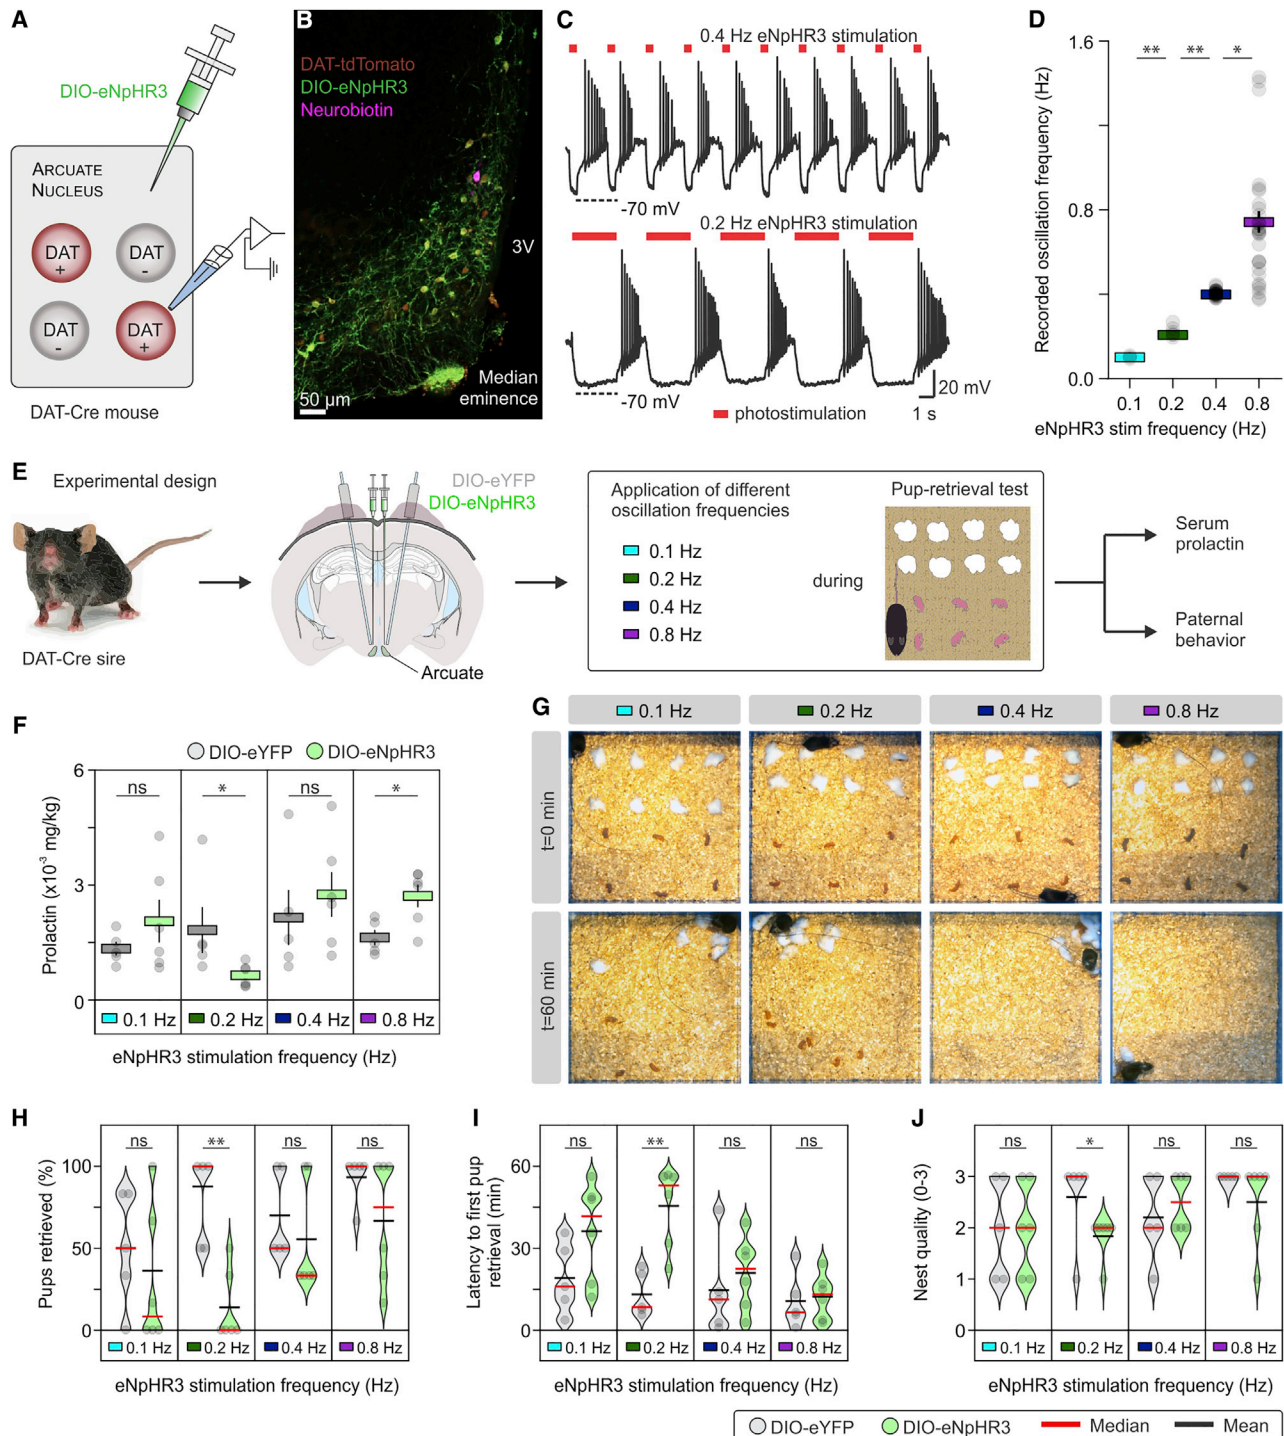 A
DIO-eNpHR3
ARCUATE
NUCLEUS
DAT
+
DAT
-
DAT
-
DAT
+
DAT-Cre mouse
B
DAT-tdTomato
DIO-eNpHR3
Neurobiotin
3V
Median
eminence
50 µm
C
0.4 Hz eNpHR3 stimulation
-70 mV
0.2 Hz eNpHR3 stimulation
-70 mV
20 mV
1 s
photostimulation
D
Recorded oscillation frequency (Hz)
1.6
0.8
0.0
** ** *
0.1 0.2 0.4 0.8
eNpHR3 stim frequency (Hz)
E
Experimental design
DAT-Cre sire
DIO-eYFP
DIO-eNpHR3
Arcuate
Application of different
oscillation frequencies
0.1 Hz
0.2 Hz
0.4 Hz
0.8 Hz
during
Pup-retrieval test
Serum
prolactin
Paternal
behavior
F
DIO-eYFP DIO-eNpHR3
Prolactin (x10⁻³ mg/kg)
6
3
0
ns * ns *
0.1 Hz 0.2 Hz 0.4 Hz 0.8 Hz
eNpHR3 stimulation frequency (Hz)
G
0.1 Hz 0.2 Hz 0.4 Hz 0.8 Hz
t=0 min
t=60 min
H
Pups retrieved (%)
100
50
0
ns ** ns ns
0.1 Hz 0.2 Hz 0.4 Hz 0.8 Hz
eNpHR3 stimulation frequency (Hz)
I
Latency to first pup
retrieval (min)
60
30
0
ns ** ns ns
0.1 Hz 0.2 Hz 0.4 Hz 0.8 Hz
eNpHR3 stimulation frequency (Hz)
J
Nest quality (0-3)
3
2
1
0
ns * ns ns
0.1 Hz 0.2 Hz 0.4 Hz 0.8 Hz
eNpHR3 stimulation frequency (Hz)
DIO-eYFP DIO-eNpHR3 Median Mean